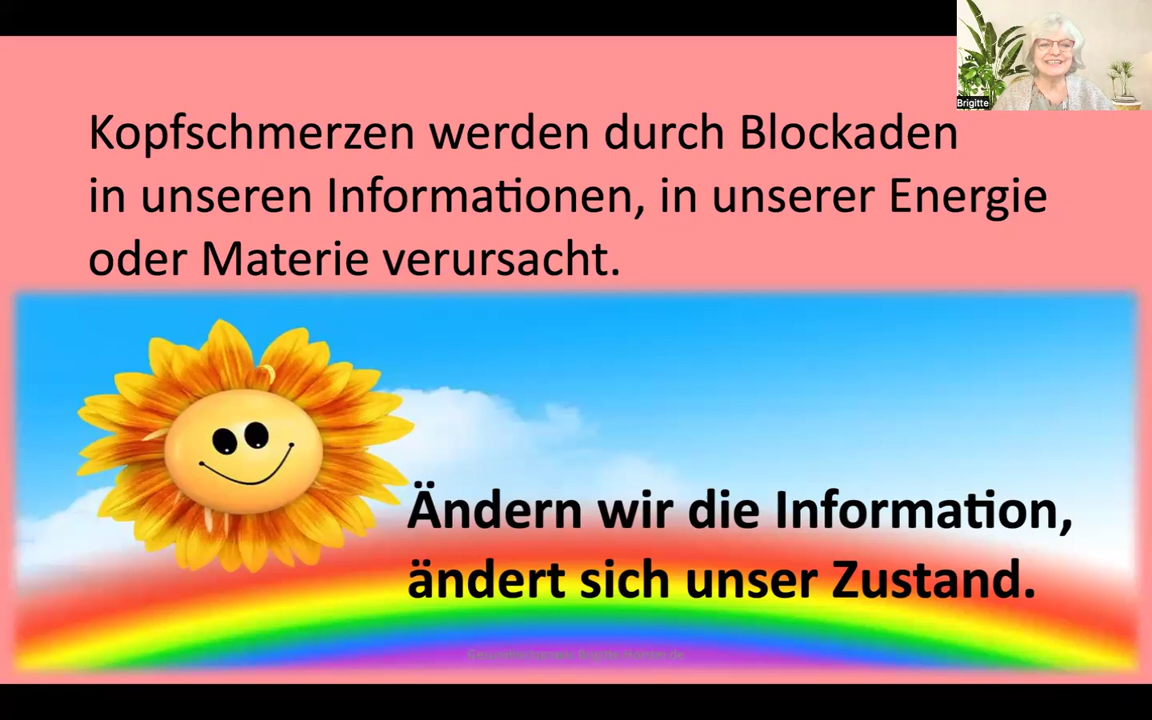 Brigitte
Kopfschmerzen werden durch Blockaden
in unseren Informationen, in unserer Energie
oder Materie verursacht.
Ändern wir die Information,
ändert sich unser Zustand.